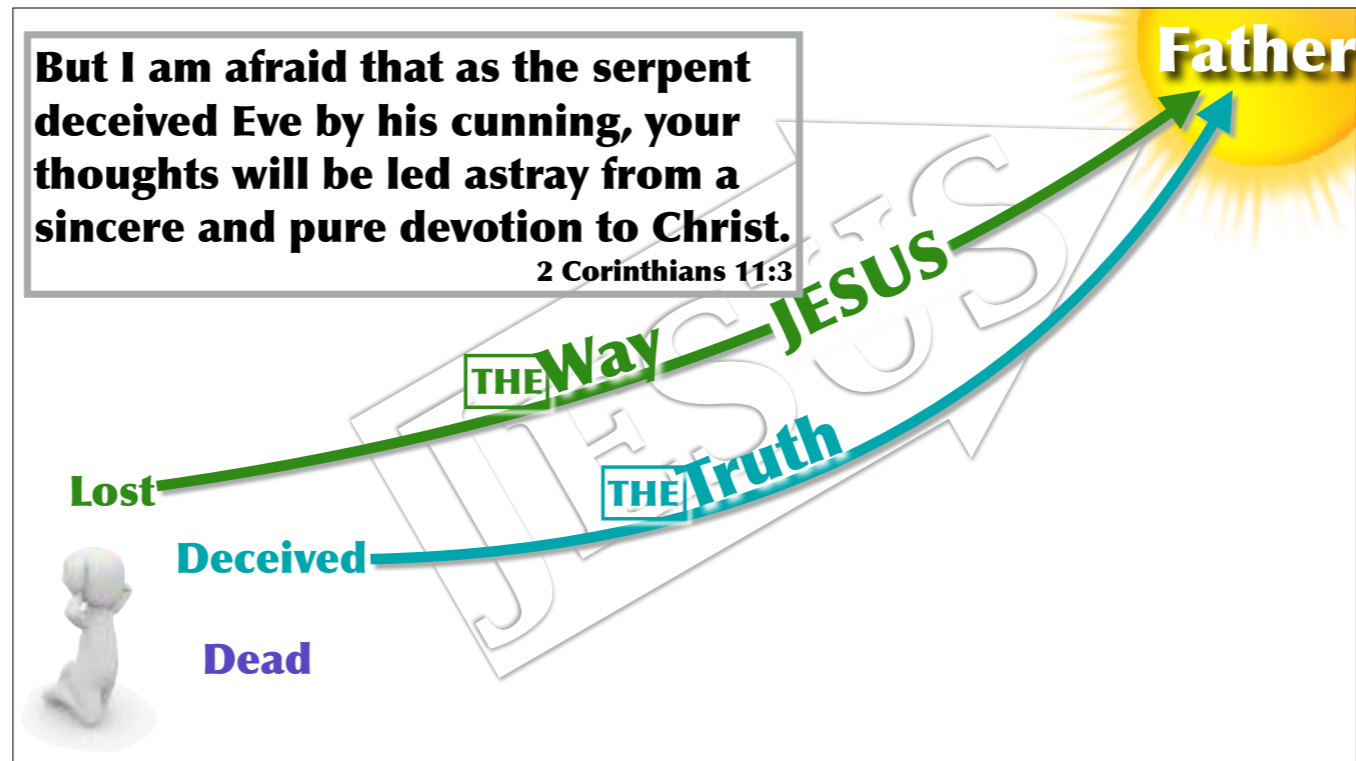 But I am afraid that as the serpent
deceived Eve by his cunning, your
thoughts will be led astray from a
sincere and pure devotion to Christ.
2 Corinthians 11:3
Father
JESUS
THE Way
JESUS
THE Truth
Lost
Deceived
Dead